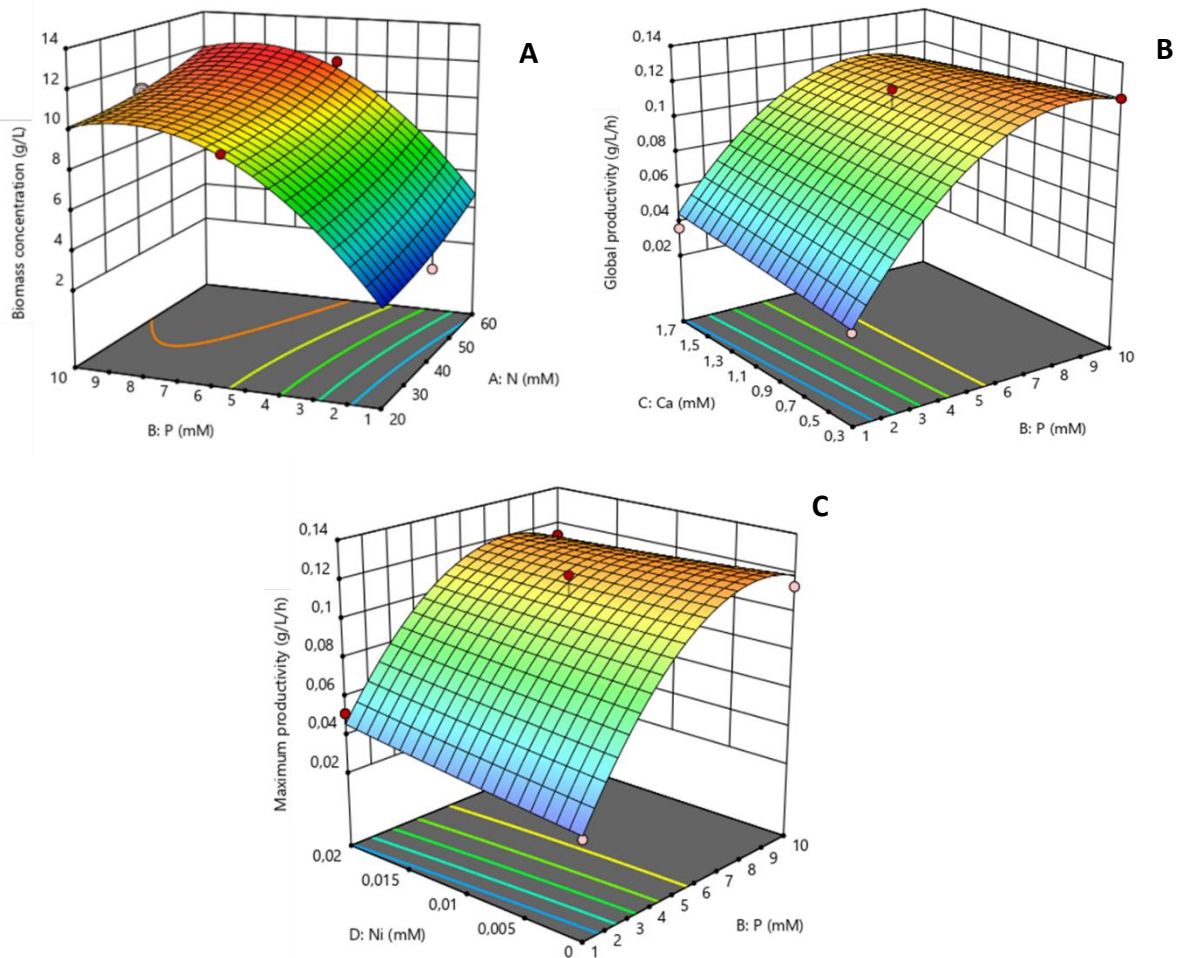 A
14
12
10
8
6
4
2
Biomass concentration (g/L)
10 9 8 7 6 5 4 3 2 1
B: P (mM)
20 30 40 50 60
A: N (mM)
B
0,14
0,12
0,1
0,08
0,06
0,04
0,02
Global productivity (g/L/h)
1,7 1,5 1,3 1,1 0,9 0,7 0,5 0,3
C: Ca (mM)
1 2 3 4 5 6 7 8 9 10
B: P (mM)
C
0,14
0,12
0,1
0,08
0,06
0,04
0,02
Maximum productivity (g/L/h)
0,02 0,015 0,01 0,005 0
D: Ni (mM)
1 2 3 4 5 6 7 8 9 10
B: P (mM)